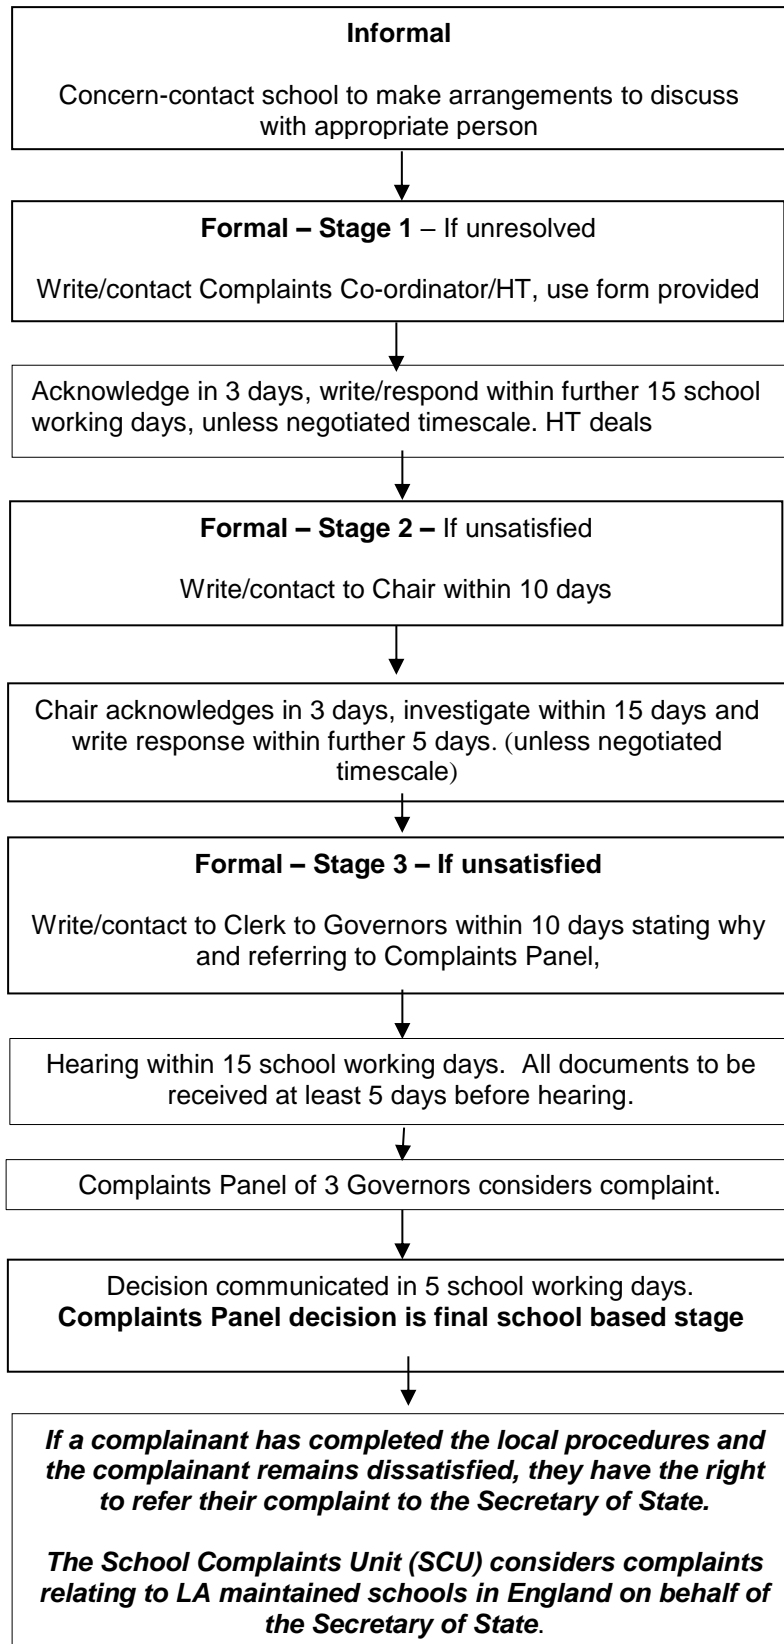 Informal
Concern-contact school to make arrangements to discuss
with appropriate person
Formal – Stage 1 – If unresolved
Write/contact Complaints Co-ordinator/HT, use form provided
Acknowledge in 3 days, write/respond within further 15 school
working days, unless negotiated timescale. HT deals
Formal – Stage 2 – If unsatisfied
Write/contact to Chair within 10 days
Chair acknowledges in 3 days, investigate within 15 days and
write response within further 5 days. (unless negotiated
timescale)
Formal – Stage 3 – If unsatisfied
Write/contact to Clerk to Governors within 10 days stating why
and referring to Complaints Panel,
Hearing within 15 school working days.  All documents to be
received at least 5 days before hearing.
Complaints Panel of 3 Governors considers complaint.
Decision communicated in 5 school working days.
Complaints Panel decision is final school based stage
If a complainant has completed the local procedures and
the complainant remains dissatisfied, they have the right
to refer their complaint to the Secretary of State.
The School Complaints Unit (SCU) considers complaints
relating to LA maintained schools in England on behalf of
the Secretary of State.